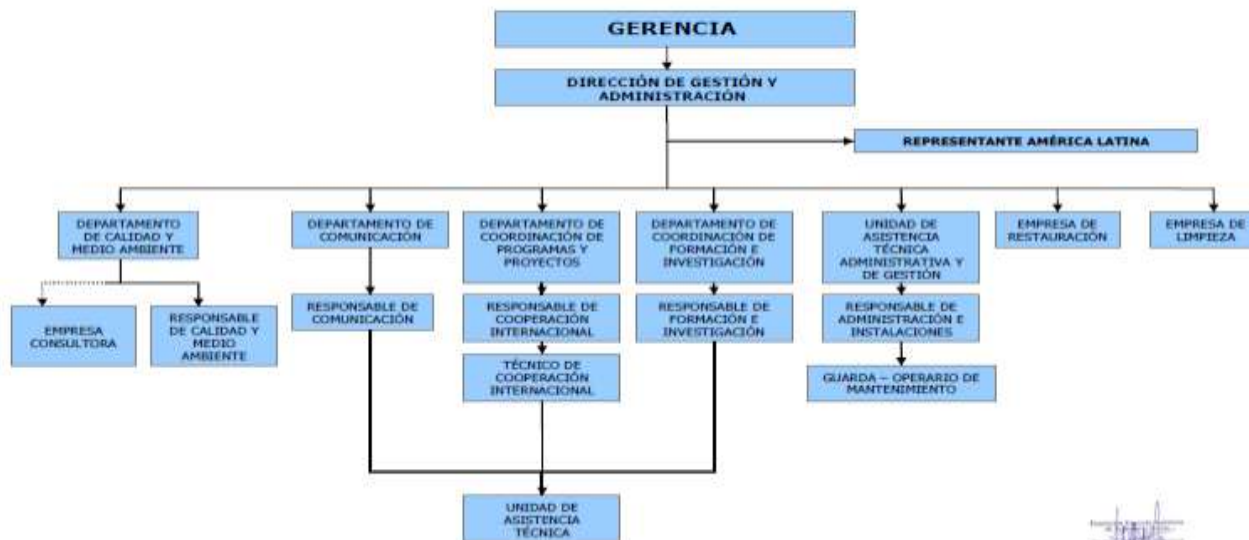 GERENCIA
DIRECCIÓN DE GESTIÓN Y
ADMINISTRACIÓN
REPRESENTANTE AMÉRICA LATINA
DEPARTAMENTO
DE CALIDAD Y
MEDIO AMBIENTE
DEPARTAMENTO DE
COMUNICACIÓN
DEPARTAMENTO DE
COORDINACIÓN DE
PROGRAMAS Y
PROYECTOS
DEPARTAMENTO DE
COORDINACIÓN DE
FORMACIÓN E
INVESTIGACIÓN
UNIDAD DE
ASISTENCIA
TÉCNICA
ADMINISTRATIVA Y
DE GESTIÓN
EMPRESA DE
RESTAURACIÓN
EMPRESA DE
LIMPIEZA
EMPRESA
CONSULTORA
RESPONSABLE
DE CALIDAD Y
MEDIO
AMBIENTE
RESPONSABLE DE
COMUNICACIÓN
RESPONSABLE DE
COOPERACIÓN
INTERNACIONAL
RESPONSABLE DE
FORMACIÓN E
INVESTIGACIÓN
RESPONSABLE DE
ADMINISTRACIÓN E
INSTALACIONES
TÉCNICO DE
COOPERACIÓN
INTERNACIONAL
GUARDA – OPERARIO DE
MANTENIMIENTO
UNIDAD DE
ASISTENCIA
TÉCNICA